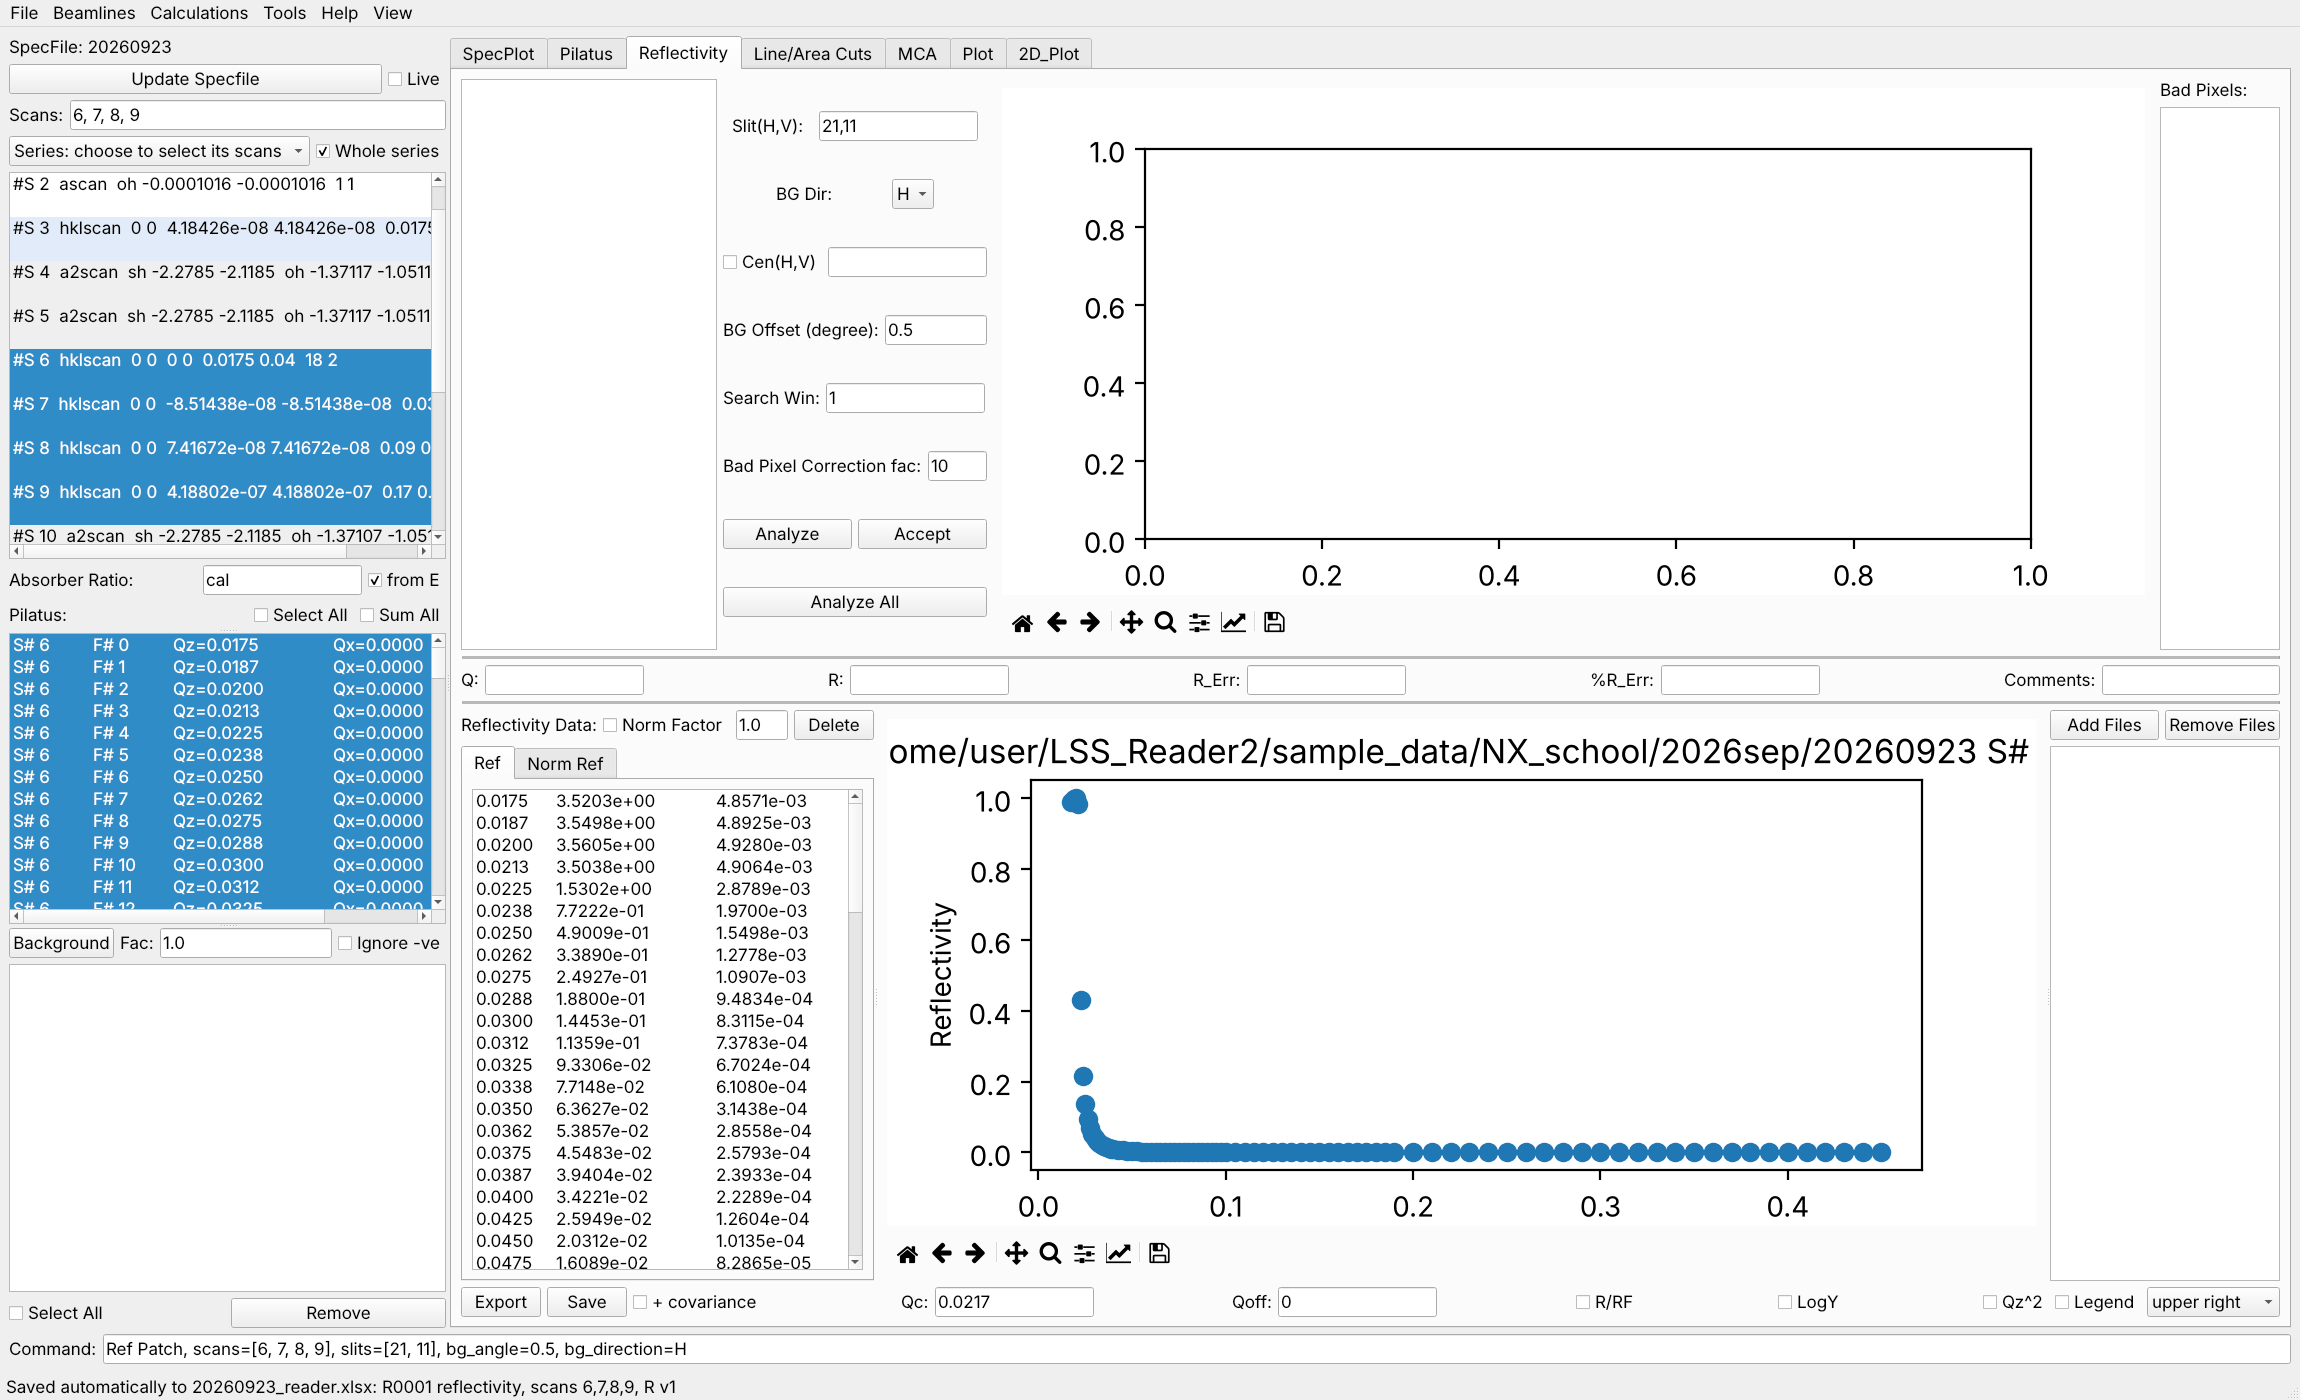 File Beamlines Calculations Tools Help View
SpecFile: 20260923
Update Specfile Live
Scans: 6, 7, 8, 9
Series: choose to select its scans Whole series
#S 2 ascan oh -0.0001016 -0.0001016 1 1
#S 3 hklscan 0 0 4.18426e-08 4.18426e-08 0.0175
#S 4 a2scan sh -2.2785 -2.1185 oh -1.37117 -1.0511
#S 5 a2scan sh -2.2785 -2.1185 oh -1.37117 -1.0511
#S 6 hklscan 0 0 0 0 0.0175 0.04 18 2
#S 7 hklscan 0 0 -8.51438e-08 -8.51438e-08 0.03
#S 8 hklscan 0 0 7.41672e-08 7.41672e-08 0.09 0
#S 9 hklscan 0 0 4.18802e-07 4.18802e-07 0.17 0.
#S 10 a2scan sh -2.2785 -2.1185 oh -1.37107 -1.051
Absorber Ratio: cal from E
Pilatus: Select All Sum All
S# 6 F# 0 Qz=0.0175 Qx=0.0000
S# 6 F# 1 Qz=0.0187 Qx=0.0000
S# 6 F# 2 Qz=0.0200 Qx=0.0000
S# 6 F# 3 Qz=0.0213 Qx=0.0000
S# 6 F# 4 Qz=0.0225 Qx=0.0000
S# 6 F# 5 Qz=0.0238 Qx=0.0000
S# 6 F# 6 Qz=0.0250 Qx=0.0000
S# 6 F# 7 Qz=0.0262 Qx=0.0000
S# 6 F# 8 Qz=0.0275 Qx=0.0000
S# 6 F# 9 Qz=0.0288 Qx=0.0000
S# 6 F# 10 Qz=0.0300 Qx=0.0000
S# 6 F# 11 Qz=0.0312 Qx=0.0000
S# 6 F# 12 Qz=0.0325 Qx=0.0000
Background Fac: 1.0 Ignore -ve
Select All Remove
SpecPlot Pilatus Reflectivity Line/Area Cuts MCA Plot 2D_Plot
Slit(H,V): 21,11
BG Dir: H
Cen(H,V)
BG Offset (degree): 0.5
Search Win: 1
Bad Pixel Correction fac: 10
Analyze Accept
Analyze All
1.0
0.8
0.6
0.4
0.2
0.0
0.0 0.2 0.4 0.6 0.8 1.0
Bad Pixels:
Q: R: R_Err: %R_Err: Comments:
Reflectivity Data: Norm Factor 1.0 Delete
Ref Norm Ref
0.0175 3.5203e+00 4.8571e-03
0.0187 3.5498e+00 4.8925e-03
0.0200 3.5605e+00 4.9280e-03
0.0213 3.5038e+00 4.9064e-03
0.0225 1.5302e+00 2.8789e-03
0.0238 7.7222e-01 1.9700e-03
0.0250 4.9009e-01 1.5498e-03
0.0262 3.3890e-01 1.2778e-03
0.0275 2.4927e-01 1.0907e-03
0.0288 1.8800e-01 9.4834e-04
0.0300 1.4453e-01 8.3115e-04
0.0312 1.1359e-01 7.3783e-04
0.0325 9.3306e-02 6.7024e-04
0.0338 7.7148e-02 6.1080e-04
0.0350 6.3627e-02 3.1438e-04
0.0362 5.3857e-02 2.8558e-04
0.0375 4.5483e-02 2.5793e-04
0.0387 3.9404e-02 2.3933e-04
0.0400 3.4221e-02 2.2289e-04
0.0425 2.5949e-02 1.2604e-04
0.0450 2.0312e-02 1.0135e-04
0.0475 1.6089e-02 8.2865e-05
Export Save + covariance
ome/user/LSS_Reader2/sample_data/NX_school/2026sep/20260923 S#
Reflectivity
1.0
0.8
0.6
0.4
0.2
0.0
0.0 0.1 0.2 0.3 0.4
Add Files Remove Files
Qc: 0.0217 Qoff: 0 R/RF LogY Qz^2 Legend upper right
Command: Ref Patch, scans=[6, 7, 8, 9], slits=[21, 11], bg_angle=0.5, bg_direction=H
Saved automatically to 20260923_reader.xlsx: R0001 reflectivity, scans 6,7,8,9, R v1